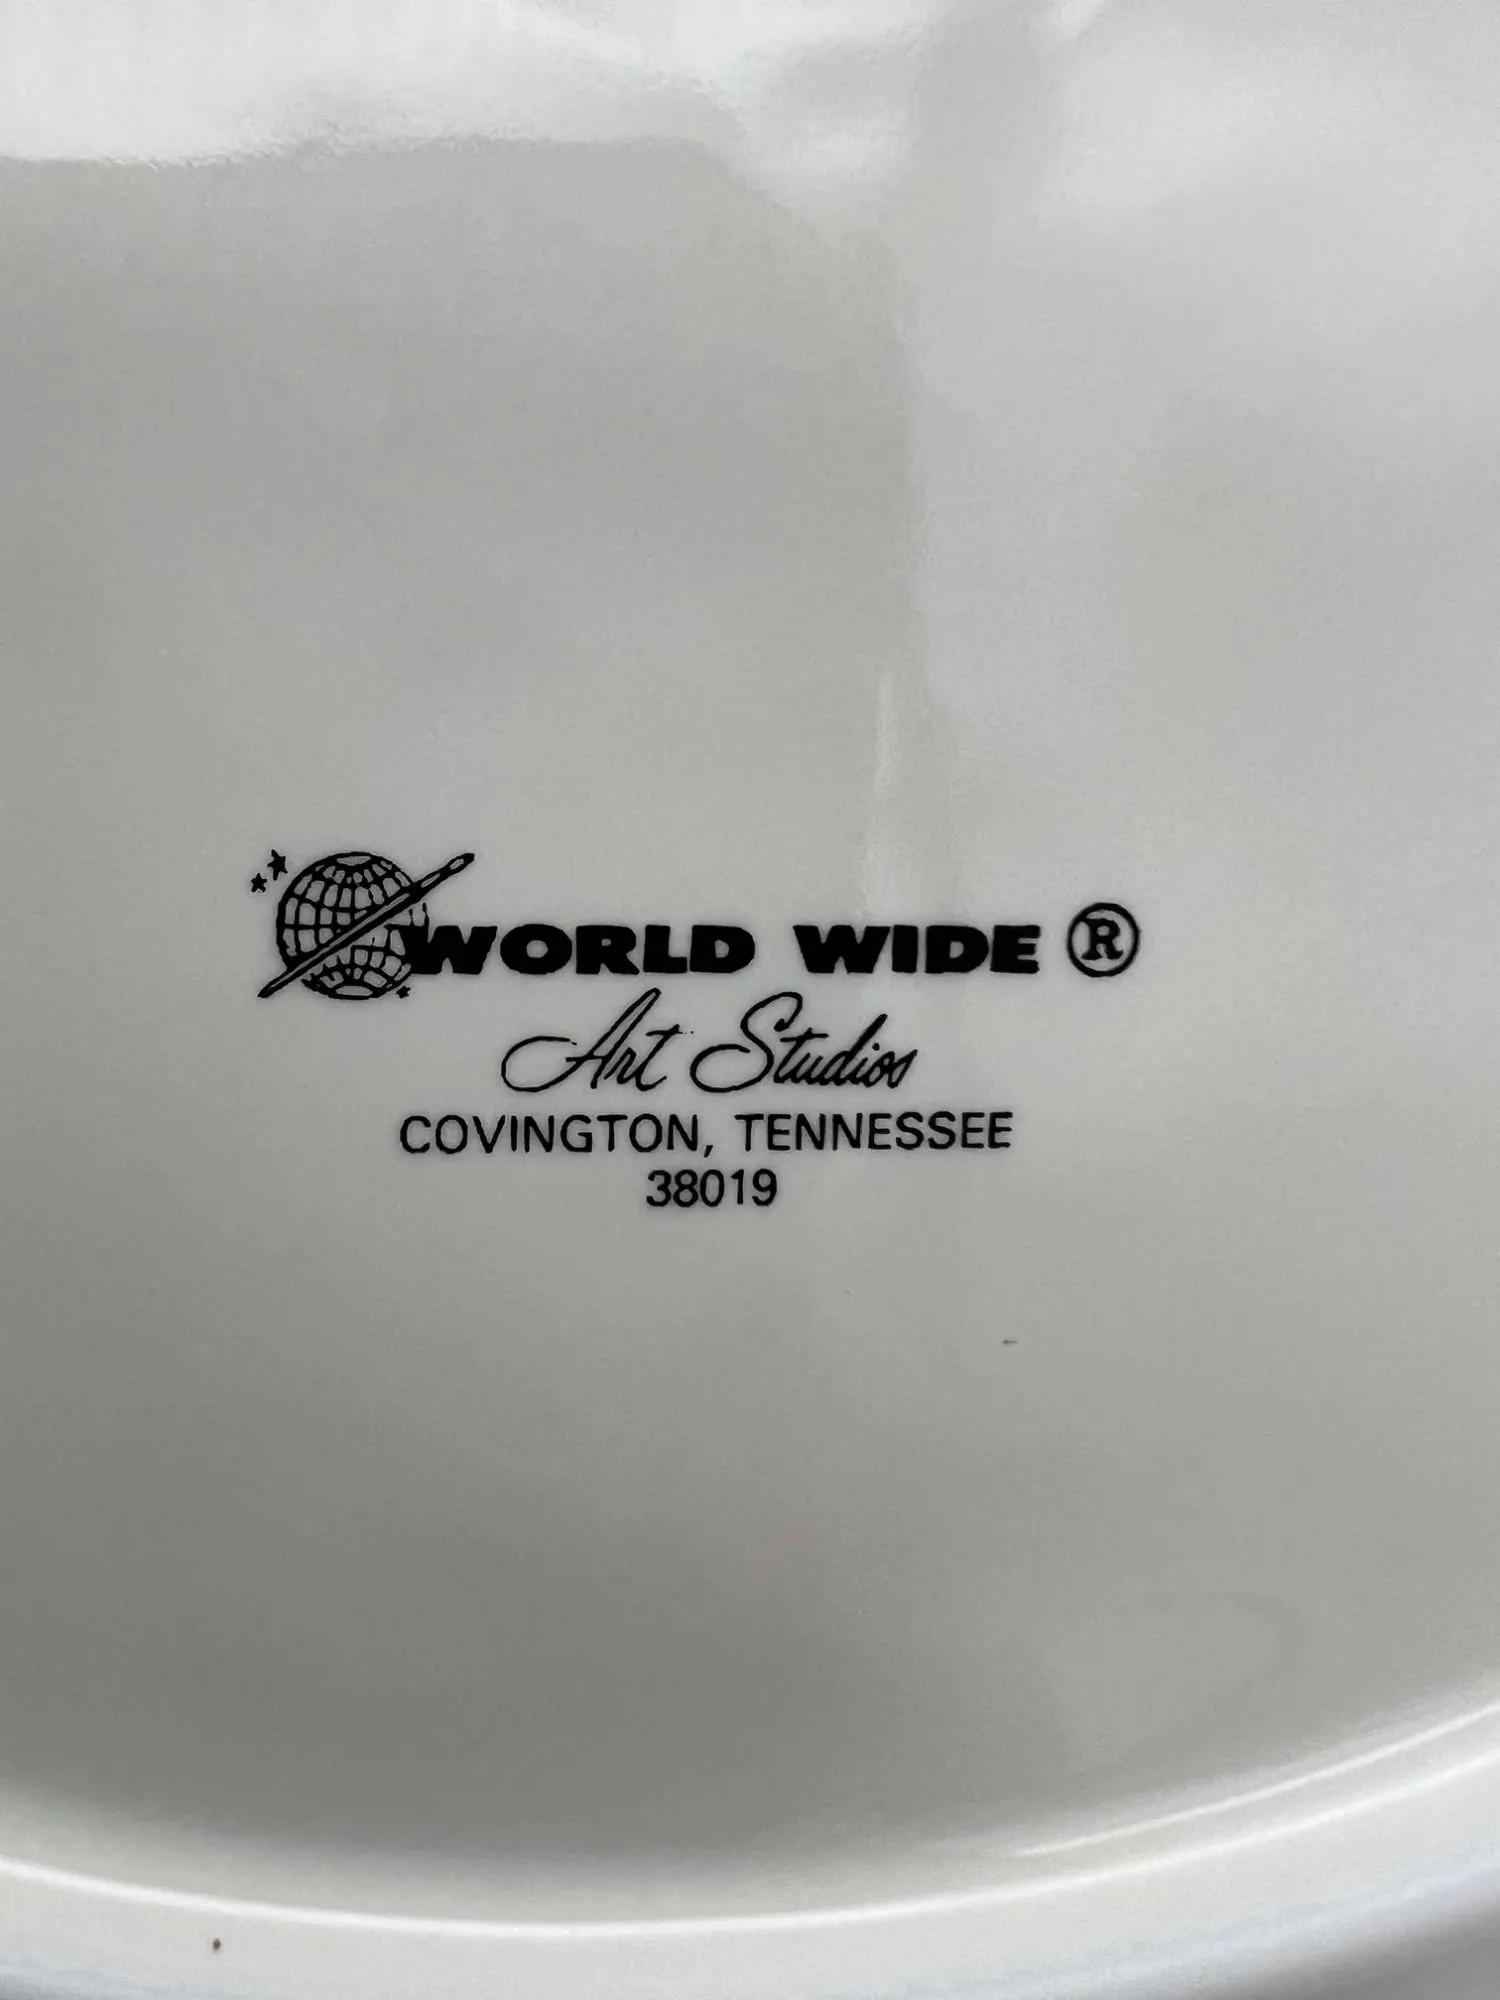 WORLD WIDE ®
Art Studios
COVINGTON, TENNESSEE
38019